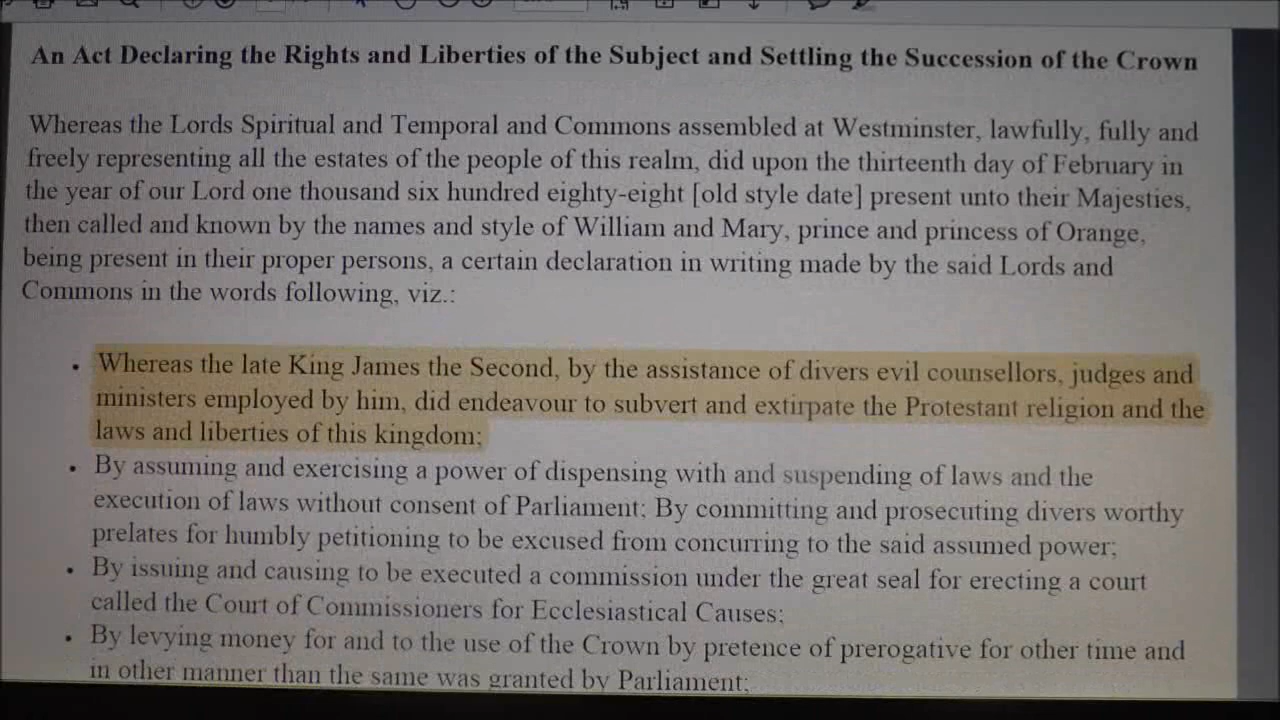 An Act Declaring the Rights and Liberties of the Subject and Settling the Succession of the Crown
Whereas the Lords Spiritual and Temporal and Commons assembled at Westminster, lawfully, fully and
freely representing all the estates of the people of this realm, did upon the thirteenth day of February in
the year of our Lord one thousand six hundred eighty-eight [old style date] present unto their Majesties,
then called and known by the names and style of William and Mary, prince and princess of Orange,
being present in their proper persons, a certain declaration in writing made by the said Lords and
Commons in the words following, viz.:
• Whereas the late King James the Second, by the assistance of divers evil counsellors, judges and
ministers employed by him, did endeavour to subvert and extirpate the Protestant religion and the
laws and liberties of this kingdom;
• By assuming and exercising a power of dispensing with and suspending of laws and the
execution of laws without consent of Parliament; By committing and prosecuting divers worthy
prelates for humbly petitioning to be excused from concurring to the said assumed power;
• By issuing and causing to be executed a commission under the great seal for erecting a court
called the Court of Commissioners for Ecclesiastical Causes;
• By levying money for and to the use of the Crown by pretence of prerogative for other time and
in other manner than the same was granted by Parliament;